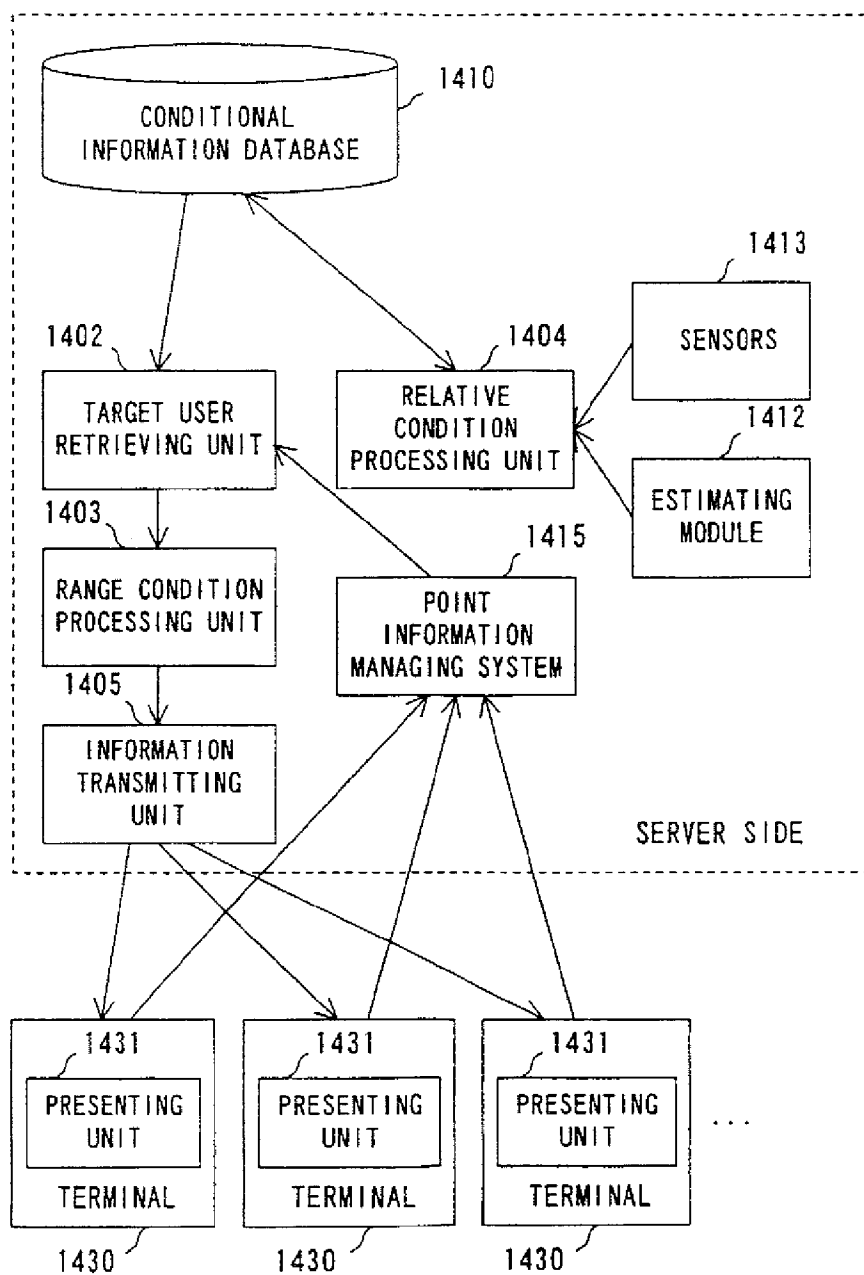 1410
CONDITIONAL
INFORMATION DATABASE
1413
SENSORS
1402
TARGET USER
RETRIEVING UNIT
1404
RELATIVE
CONDITION
PROCESSING UNIT
1412
ESTIMATING
MODULE
1403
RANGE CONDITION
PROCESSING UNIT
1415
POINT
INFORMATION
MANAGING SYSTEM
1405
INFORMATION
TRANSMITTING
UNIT
SERVER SIDE
1431
PRESENTING
UNIT
TERMINAL
1430
1431
PRESENTING
UNIT
TERMINAL
1430
1431
PRESENTING
UNIT
TERMINAL
1430
...